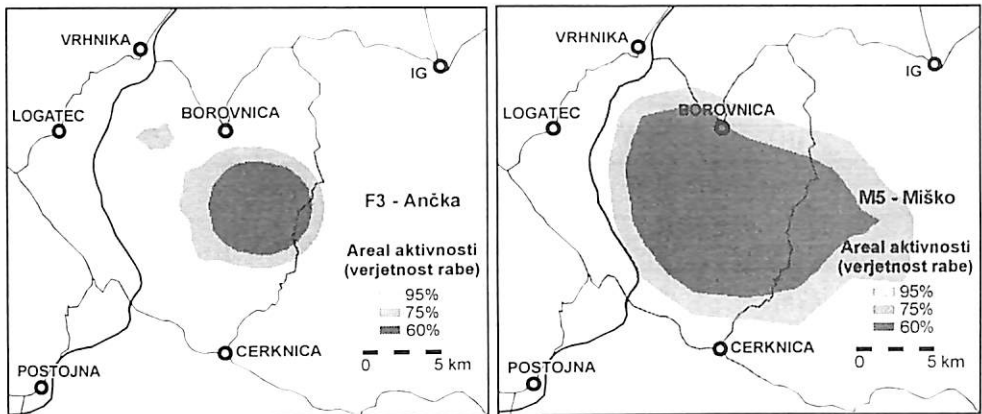 VRHNIKA
IG
LOGATEC
BOROVNICA
F3 - Ančka
Areal aktivnosti
(verjetnost rabe)
95%
75%
60%
0 5 km
CERKNICA
POSTOJNA
VRHNIKA
IG
LOGATEC
BOROVNICA
M5 - Miško
Areal aktivnosti
(verjetnost rabe)
95%
75%
60%
0 5 km
CERKNICA
POSTOJNA